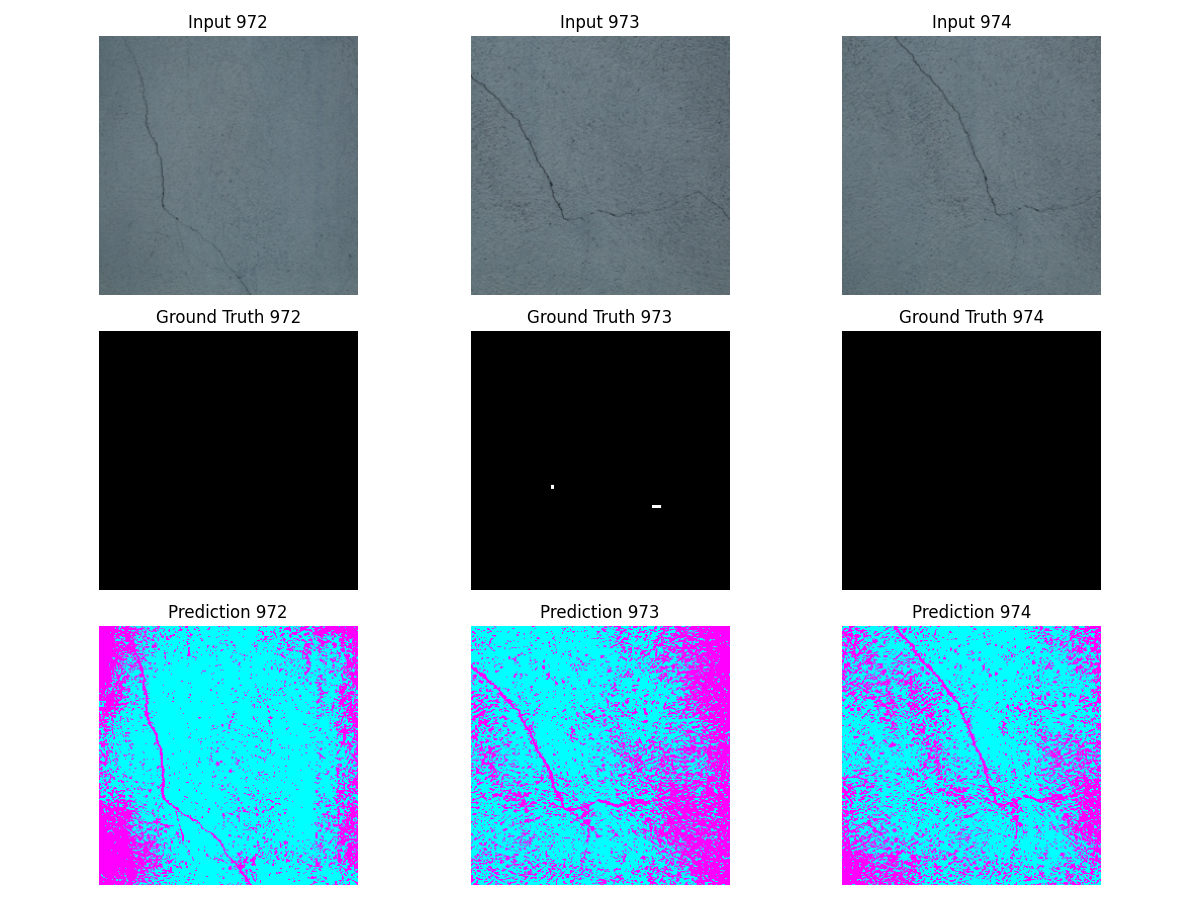 Input 972
Input 973
Input 974
Ground Truth 972
Ground Truth 973
Ground Truth 974
Prediction 972
Prediction 973
Prediction 974